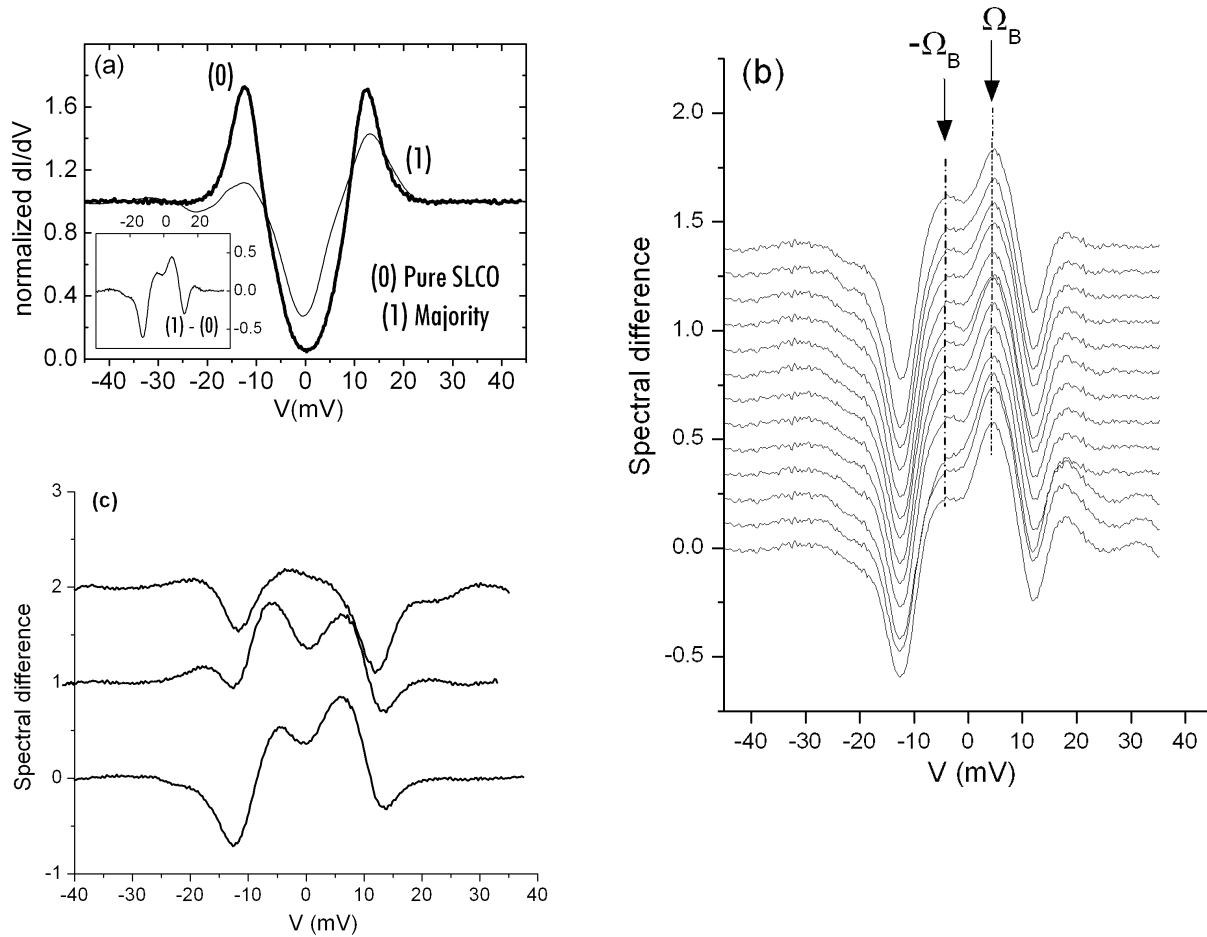 (a)
(0)
(1)
normalized dI/dV
1.6
1.2
0.8
0.4
0.0
-20 0 20
0.5
0.0
-0.5
(1) - (0)
(0) Pure SLCO
(1) Majority
-40 -30 -20 -10 0 10 20 30 40
V(mV)
(b)
-ΩB
ΩB
Spectral difference
2.0
1.5
1.0
0.5
0.0
-0.5
-40 -30 -20 -10 0 10 20 30 40
V (mV)
(c)
Spectral difference
3
2
1
0
-1
-40 -30 -20 -10 0 10 20 30 40
V (mV)